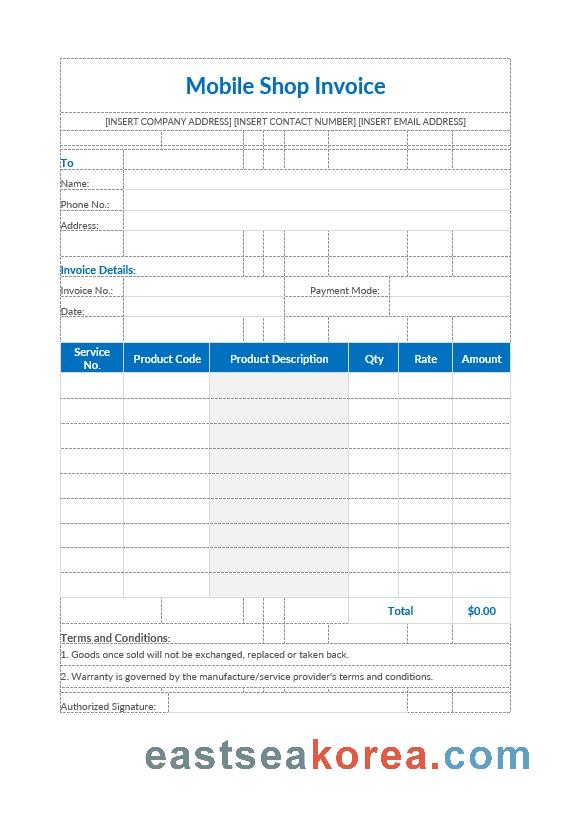 Mobile Shop Invoice
[INSERT COMPANY ADDRESS] [INSERT CONTACT NUMBER] [INSERT EMAIL ADDRESS]
To
Name:
Phone No.:
Address:
Invoice Details:
Invoice No.: Payment Mode:
Date:
Service No. Product Code Product Description Qty Rate Amount
Total $0.00
Terms and Conditions:
1. Goods once sold will not be exchanged, replaced or taken back.
2. Warranty is governed by the manufacture/service provider's terms and conditions.
Authorized Signature:
eastseakorea.com